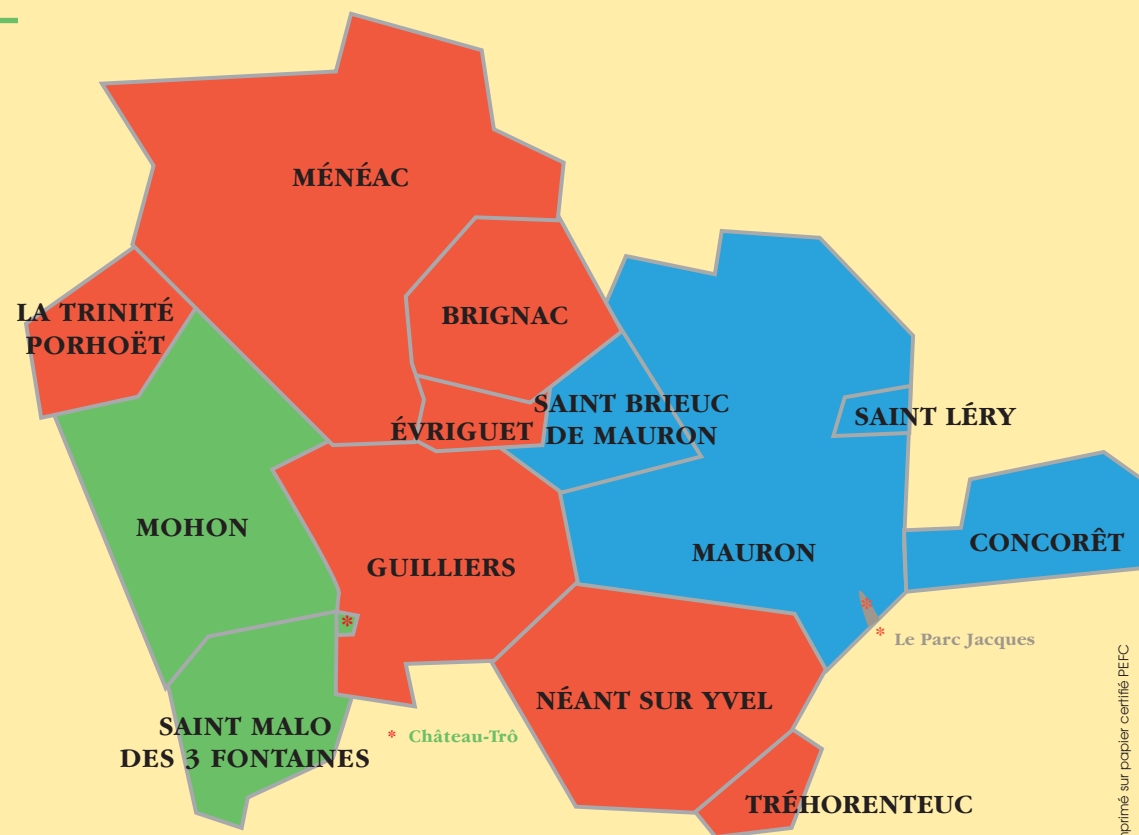 MÉNÉAC
LA TRINITÉ
PORHOËT
BRIGNAC
ÉVRIGUET
SAINT BRIEUC
DE MAURON
SAINT LÉRY
MOHON
GUILLIERS
MAURON
CONCORÊT
*
*
* Le Parc Jacques
NÉANT SUR YVEL
SAINT MALO
DES 3 FONTAINES
* Château-Trô
TRÉHORENTEUC
sur papier certifié PEFC